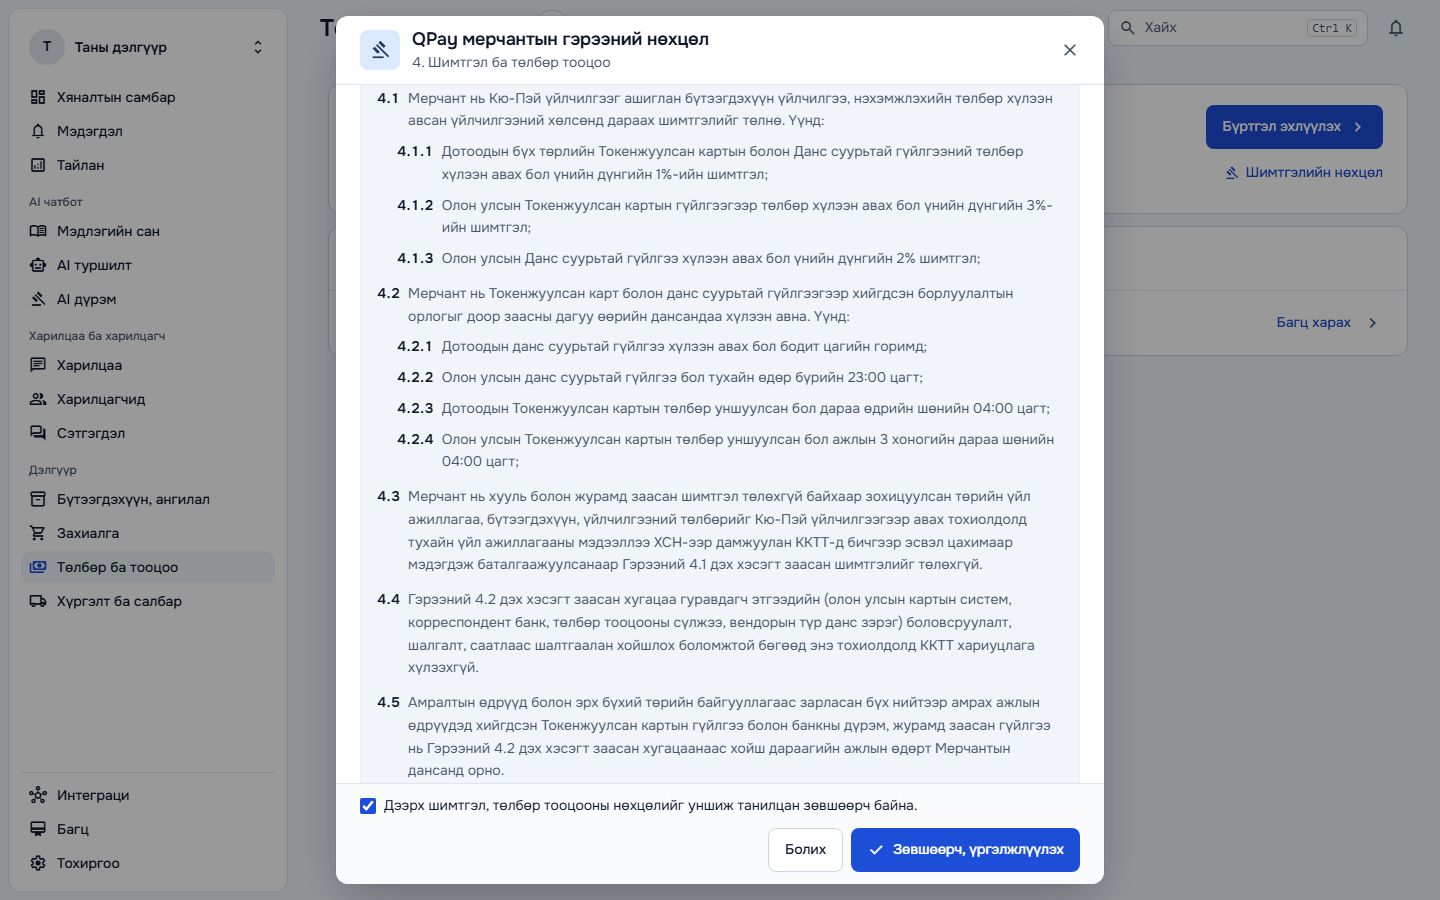 Т
Таны дэлгүүр
Хяналтын самбар
Мэдэгдэл
Тайлан
AI чатбот
Мэдлэгийн сан
AI туршилт
AI дүрэм
Харилцаа ба харилцагч
Харилцаа
Харилцагчид
Сэтгэгдэл
Дэлгүүр
Бүтээгдэхүүн, ангилал
Захиалга
Төлбөр ба тооцоо
Хүргэлт ба салбар
Интеграци
Багц
Тохиргоо
Хайх
Ctrl K
Бүртгэл эхлүүлэх
Шимтгэлийн нөхцөл
Багц харах
QPay мерчантын гэрээний нөхцөл
4. Шимтгэл ба төлбөр тооцоо
4.1 Мерчант нь Кю-Пэй үйлчилгээг ашиглан бүтээгдэхүүн үйлчилгээ, нэхэмжлэхийн төлбөр хүлээн
авсан үйлчилгээний хөлсөнд дараах шимтгэлийг төлнө. Үүнд:
4.1.1 Дотоодын бүх төрлийн Токенжуулсан картын болон Данс суурьтай гүйлгээний төлбөр
хүлээн авах бол үнийн дүнгийн 1%-ийн шимтгэл;
4.1.2 Олон улсын Токенжуулсан картын гүйлгээгээр төлбөр хүлээн авах бол үнийн дүнгийн 3%-
ийн шимтгэл;
4.1.3 Олон улсын Данс суурьтай гүйлгээ хүлээн авах бол үнийн дүнгийн 2% шимтгэл;
4.2 Мерчант нь Токенжуулсан карт болон данс суурьтай гүйлгээгээр хийгдсэн борлуулалтын
орлогыг доор заасны дагуу өөрийн дансандаа хүлээн авна. Үүнд:
4.2.1 Дотоодын данс суурьтай гүйлгээ хүлээн авах бол бодит цагийн горимд;
4.2.2 Олон улсын данс суурьтай гүйлгээ бол тухайн өдөр бүрийн 23:00 цагт;
4.2.3 Дотоодын Токенжуулсан картын төлбөр уншуулсан бол дараа өдрийн шөнийн 04:00 цагт;
4.2.4 Олон улсын Токенжуулсан картын төлбөр уншуулсан бол ажлын 3 хоногийн дараа шөнийн
04:00 цагт;
4.3 Мерчант нь хууль болон журамд заасан шимтгэл төлөхгүй байхаар зохицуулсан төрийн үйл
ажиллагаа, бүтээгдэхүүн, үйлчилгээний төлбөрийг Кю-Пэй үйлчилгээгээр авах тохиолдолд
тухайн үйл ажиллагааны мэдээллээ ХСН-ээр дамжуулан ККТТ-д бичгээр эсвэл цахимаар
мэдэгдэж баталгаажуулсанаар Гэрээний 4.1 дэх хэсэгт заасан шимтгэлийг төлөхгүй.
4.4 Гэрээний 4.2 дэх хэсэгт заасан хугацаа гуравдагч этгээдийн (олон улсын картын систем,
корреспондент банк, төлбөр тооцооны сүлжээ, вендорын түр данс зэрэг) боловсруулалт,
шалгалт, саатлаас шалтгаалан хойшлох боломжтой бөгөөд энэ тохиолдолд ККТТ хариуцлага
хүлээхгүй.
4.5 Амралтын өдрүүд болон эрх бүхий төрийн байгууллагаас зарласан бүх нийтээр амрах ажлын
өдрүүдэд хийгдсэн Токенжуулсан картын гүйлгээ болон банкны дүрэм, журамд заасан гүйлгээ
нь Гэрээний 4.2 дэх хэсэгт заасан хугацаанаас хойш дараагийн ажлын өдөрт Мерчантын
дансанд орно.
Дээрх шимтгэл, төлбөр тооцооны нөхцөлийг уншиж танилцан зөвшөөрч байна.
Болих
Зөвшөөрч, үргэлжлүүлэх